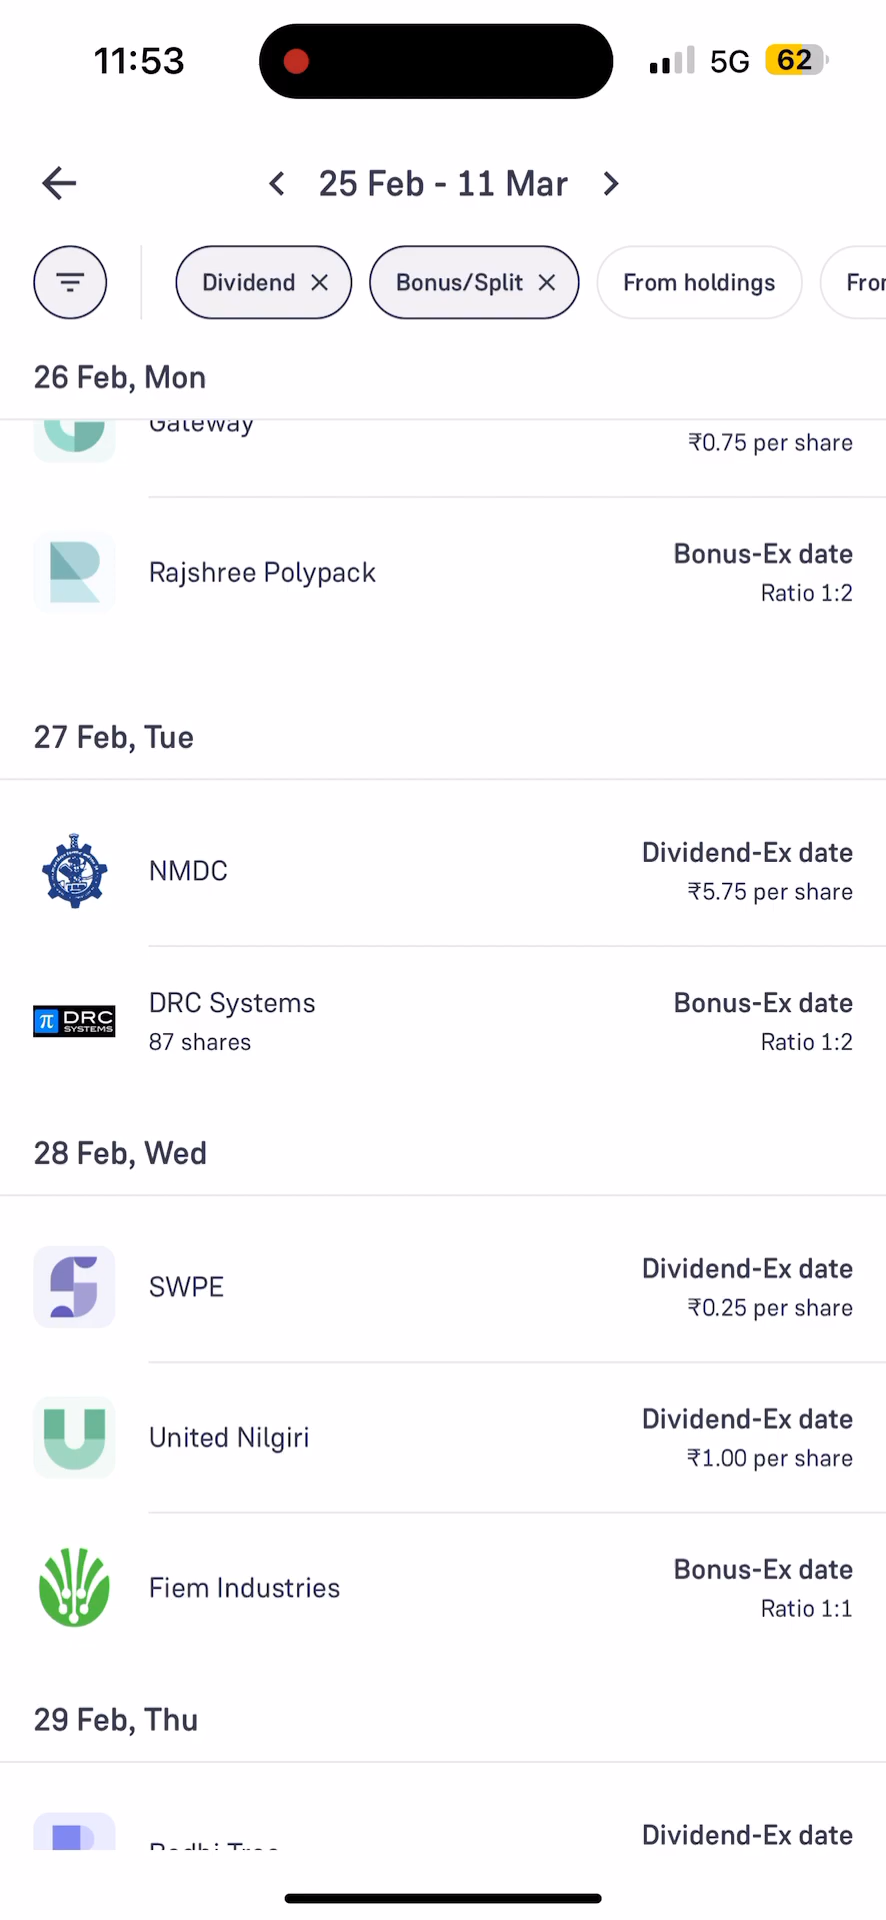 11:53
5G
62
25 Feb - 11 Mar
Dividend
Bonus/Split
From holdings
26 Feb, Mon
Gateway
₹0.75 per share
Rajshree Polypack
Bonus-Ex date
Ratio 1:2
27 Feb, Tue
NMDC
Dividend-Ex date
₹5.75 per share
π DRC
SYSTEMS
DRC Systems
87 shares
Bonus-Ex date
Ratio 1:2
28 Feb, Wed
SWPE
Dividend-Ex date
₹0.25 per share
United Nilgiri
Dividend-Ex date
₹1.00 per share
Fiem Industries
Bonus-Ex date
Ratio 1:1
29 Feb, Thu
Dividend-Ex date